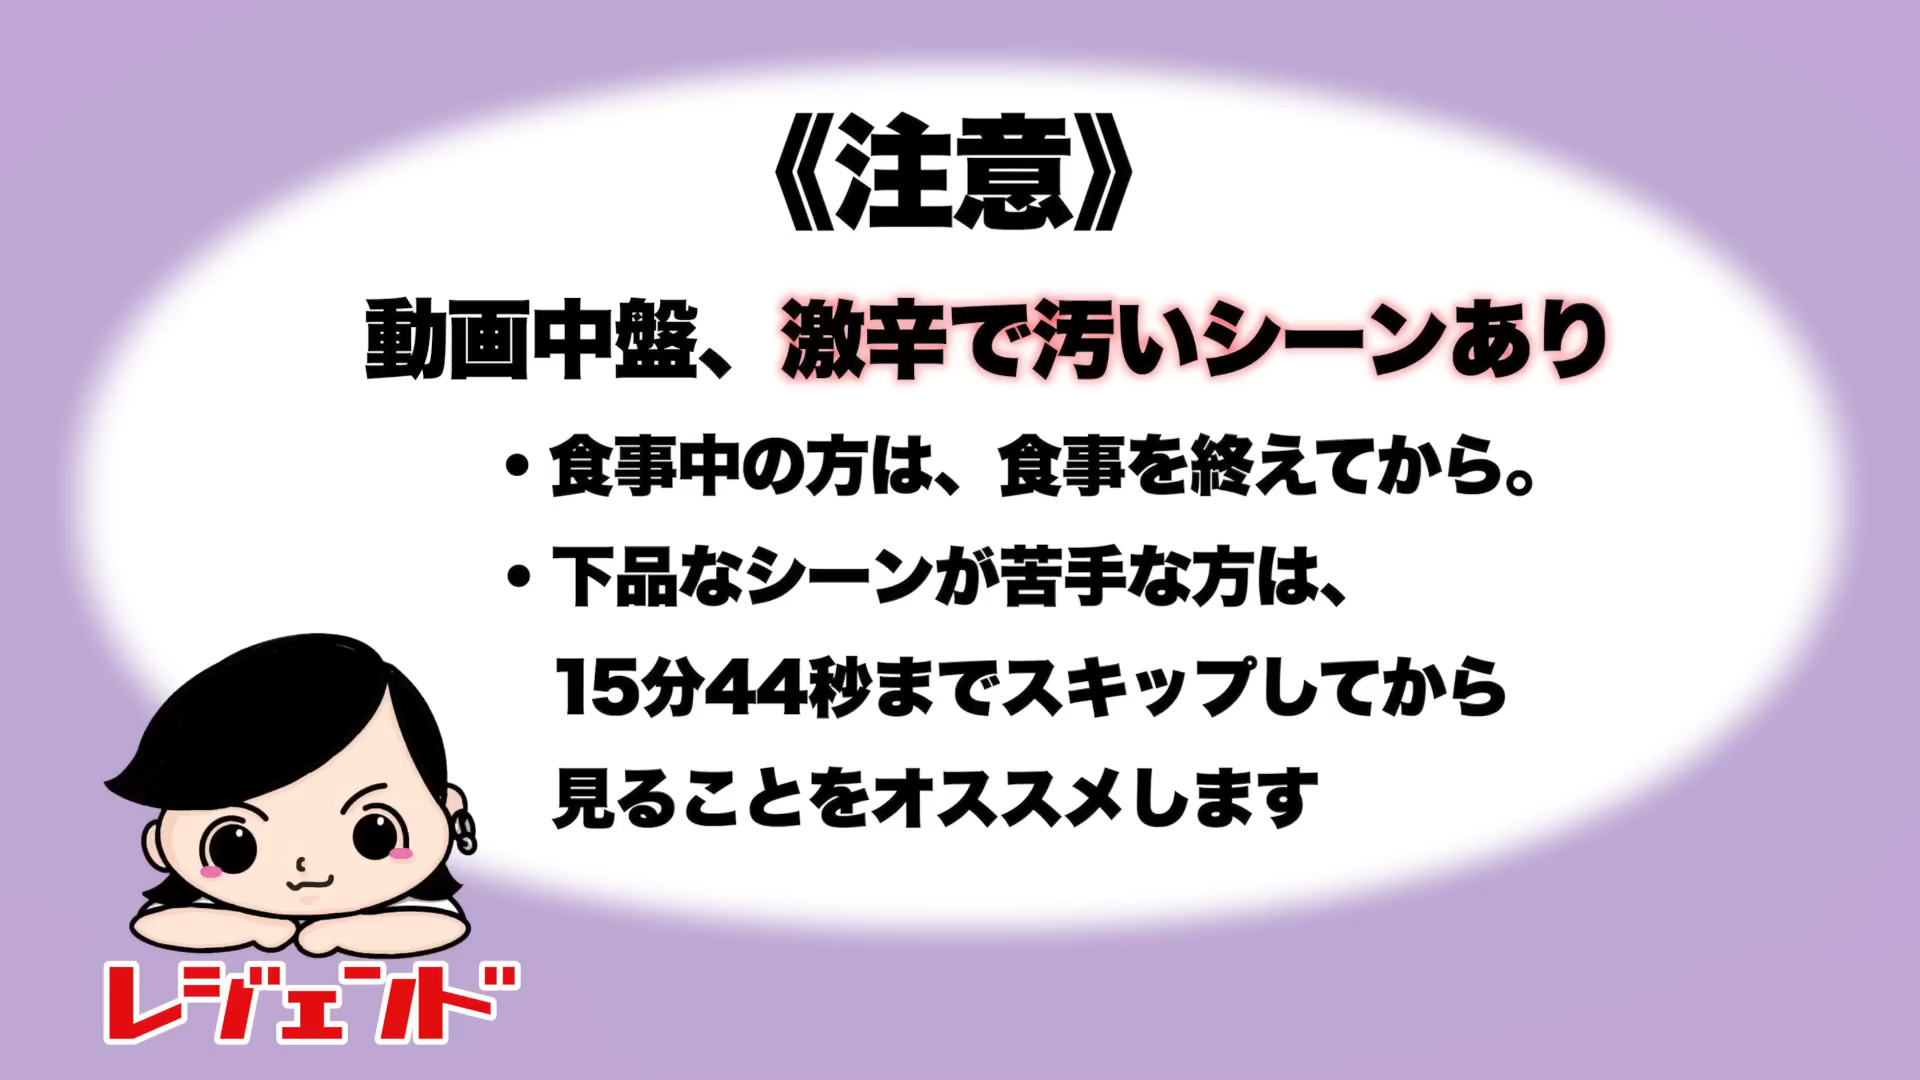 《注意》
動画中盤、激辛で汚いシーンあり
・食事中の方は、食事を終えてから。
・下品なシーンが苦手な方は、
15分44秒までスキップしてから
見ることをオススメします
レジェンド